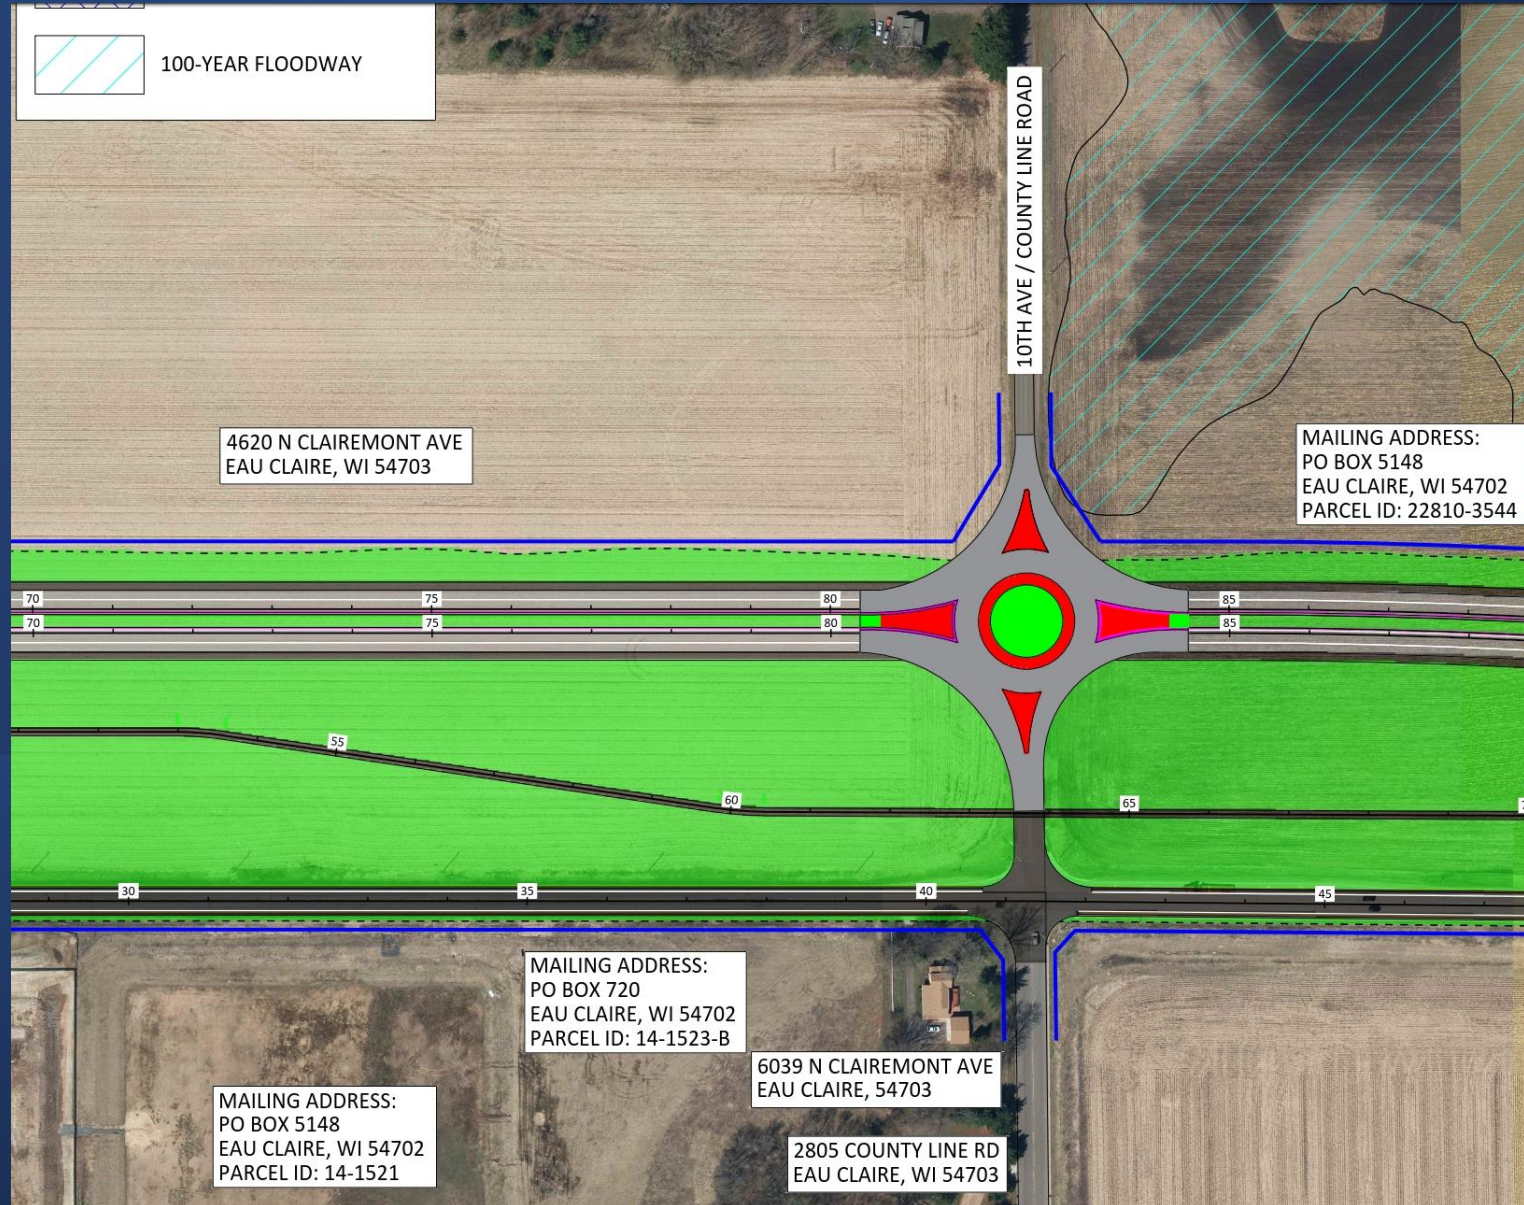 100-YEAR FLOODWAY
10TH AVE / COUNTY LINE ROAD
4620 N CLAIREMONT AVE
EAU CLAIRE, WI 54703
MAILING ADDRESS:
PO BOX 5148
EAU CLAIRE, WI 54702
PARCEL ID: 22810-3544
70
75
80
85
70
75
80
85
55
60
65
30
35
40
45
MAILING ADDRESS:
PO BOX 720
EAU CLAIRE, WI 54702
PARCEL ID: 14-1523-B
6039 N CLAIREMONT AVE
EAU CLAIRE, 54703
MAILING ADDRESS:
PO BOX 5148
EAU CLAIRE, WI 54702
PARCEL ID: 14-1521
2805 COUNTY LINE RD
EAU CLAIRE, WI 54703